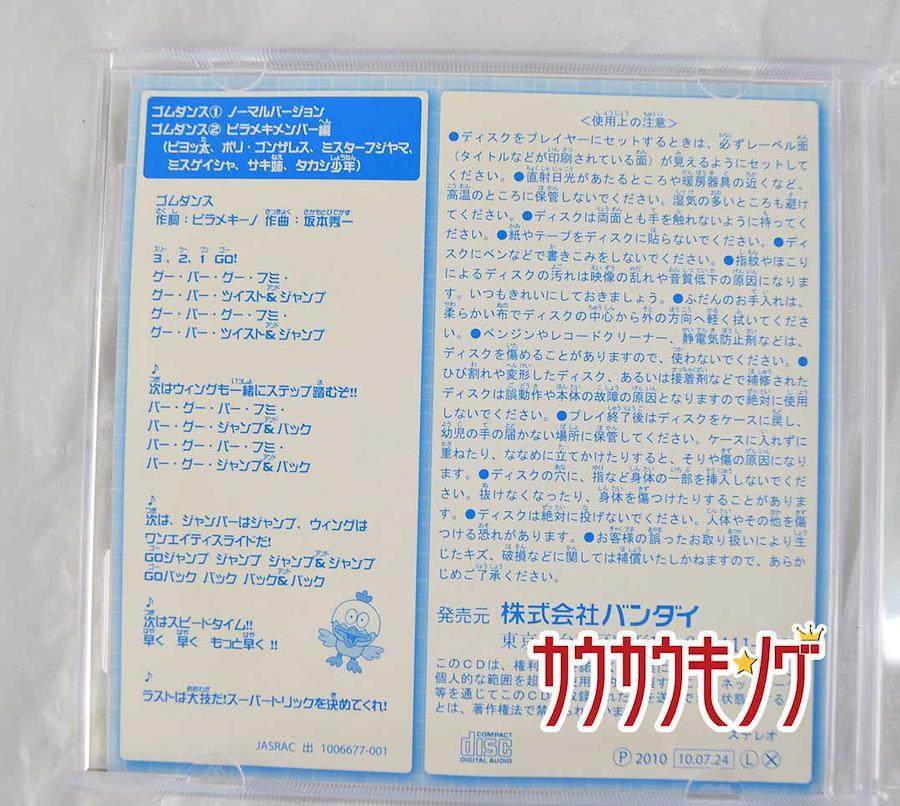 ゴムダンス① ノーマルバージョン
ゴムダンス② ピラメキメンバー編
(ピヨッ太、ポリ・ゴンザレス、ミスターフジヤマ、
ミスゲイシャ、サキ姉、タカシ少年)
ゴムダンス
作詞:ピラメキーノ 作曲:坂本秀一
3、2、1 GO!
グー・パー・グー・フミ・
グー・パー・ツイスト&ジャンプ
グー・パー・グー・フミ・
グー・パー・ツイスト&ジャンプ
♪
次はウィングも一緒にステップ踏むぞ!!
パー・グー・パー・フミ・
パー・グー・ジャンプ&バック
パー・グー・パー・フミ・
パー・グー・ジャンプ&バック
♪
次は、ジャンパーはジャンプ、ウィングは
ワンエイティスライドだ!
GOジャンプ ジャンプ ジャンプ&ジャンプ
GOバック バック バック&バック
♪
次はスピードタイム!!
早く 早く もっと早く!!
♪
ラストは大技だ!スーパートリックを決めてくれ!
JASRAC 出 1006677-001
<使用上の注意>
●ディスクをプレイヤーにセットするときは、必ずレーベル面
(タイトルなどが印刷されている面)が見えるようにセットして
ください。●直射日光があたるところや暖房器具の近くなど、
高温のところに保管しないでください。湿気の多いところも避け
てください。●ディスクは両面とも手を触れないように持ってく
ださい。●紙やテープをディスクに貼らないでください。●ディ
スクにペンなどで書きこみをしないでください。●指紋やほこり
によるディスクの汚れは映像の乱れや音質低下の原因になりま
す。いつもきれいにしておきましょう。●ふだんのお手入れは、
柔らかい布でディスクの中心から外の方向へ軽く拭いてくださ
い。●ベンジンやレコードクリーナー、静電気防止剤などは、
ディスクを傷めることがありますので、使わないでください。●
ひび割れや変形したディスク、あるいは接着剤などで補修された
ディスクは誤動作や本体の故障の原因となりますので絶対に使用
しないでください。●プレイ終了後はディスクをケースに戻し、
幼児の手の届かない場所に保管してください。ケースに入れずに
重ねたり、ななめに立てかけたりすると、そりや傷の原因になり
ます。●ディスクの穴に、指など身体の一部を挿入しないでくだ
さい。抜けなくなったり、身体を傷つけたりすることがありま
す。●ディスクは絶対に投げないでください。人体やその他を傷
つける恐れがあります。●お客様の誤ったお取り扱いにより生
じたキズ、破損などに関しては補償いたしかねますので、あらか
じめご了承ください。
発売元 株式会社バンダイ
東京
このCDは、権利
個人的な範囲を超
等を通じてこのCD
とは、著作権法で禁
カウカウキング
ステレオ
COMPACT
disc
DIGITAL AUDIO
Ⓟ2010 10.07.24 Ⓛ Ⓧ